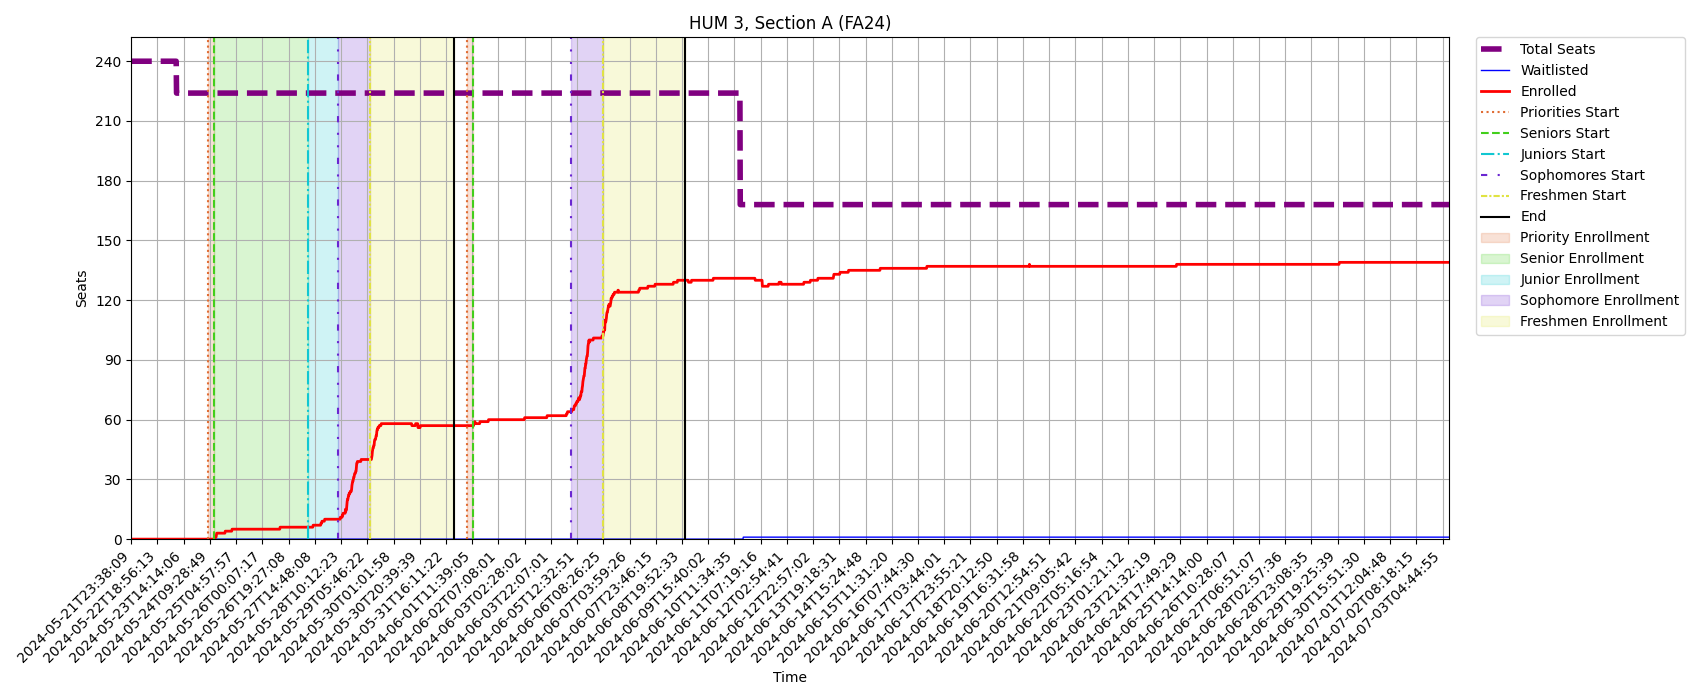 HUM 3, Section A (FA24)
240
210
180
150
120
90
60
30
0
Seats
2024-05-21T23:38:09
2024-05-22T18:56:13
2024-05-23T14:14:06
2024-05-24T09:28:49
2024-05-25T04:57:57
2024-05-26T00:07:17
2024-05-26T19:27:08
2024-05-27T14:48:08
2024-05-28T10:12:23
2024-05-29T05:46:22
2024-05-30T01:01:58
2024-05-30T20:39:39
2024-05-31T16:11:22
2024-06-01T11:39:05
2024-06-02T07:08:01
2024-06-03T02:28:02
2024-06-03T22:07:01
2024-06-05T12:32:51
2024-06-06T08:26:25
2024-06-07T03:59:26
2024-06-07T23:46:15
2024-06-08T19:52:33
2024-06-09T15:40:02
2024-06-10T11:34:35
2024-06-11T07:19:16
2024-06-12T02:54:41
2024-06-12T22:57:02
2024-06-13T19:18:31
2024-06-14T15:24:48
2024-06-15T11:31:20
2024-06-16T07:44:30
2024-06-17T03:44:01
2024-06-17T23:55:21
2024-06-18T20:12:50
2024-06-19T16:31:58
2024-06-20T12:54:51
2024-06-21T09:05:42
2024-06-22T05:16:54
2024-06-23T01:21:12
2024-06-23T21:32:19
2024-06-24T17:49:29
2024-06-25T14:14:00
2024-06-26T10:28:07
2024-06-27T06:51:07
2024-06-28T02:57:36
2024-06-28T23:08:35
2024-06-29T19:25:39
2024-06-30T15:51:30
2024-07-01T12:04:48
2024-07-02T08:18:15
2024-07-03T04:44:55
Time
Total Seats
Waitlisted
Enrolled
Priorities Start
Seniors Start
Juniors Start
Sophomores Start
Freshmen Start
End
Priority Enrollment
Senior Enrollment
Junior Enrollment
Sophomore Enrollment
Freshmen Enrollment